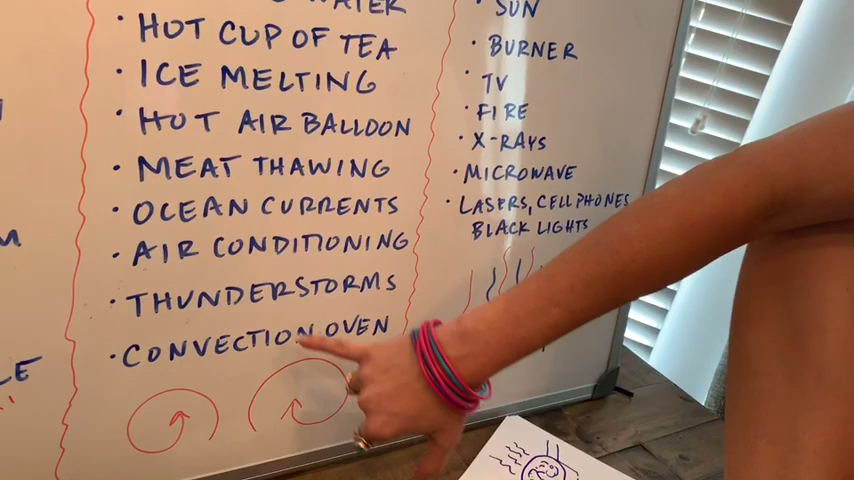 WATER
• HOT CUP OF TEA
• ICE MELTING
• HOT AIR BALLOON
• MEAT THAWING
• OCEAN CURRENTS
• AIR CONDITIONING
• THUNDERSTORMS
• CONVECTION OVEN
• SUN
• BURNER
• TV
• FIRE
• X-RAYS
• MICROWAVE
• LASERS, CELL PHONES
BLACK LIGHTS